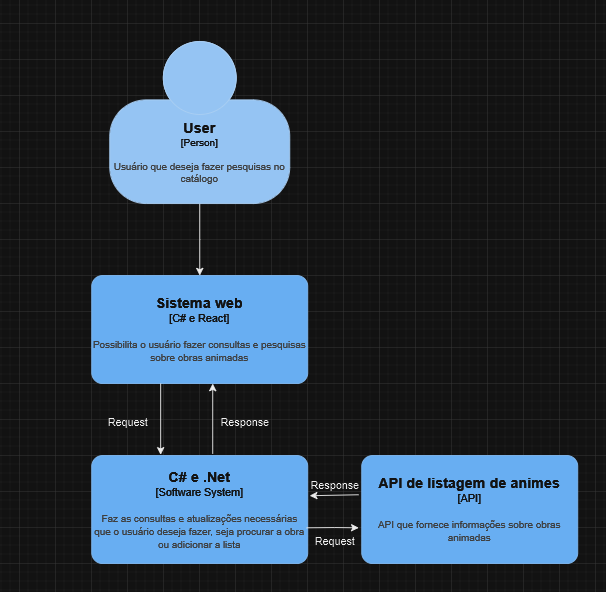 User
[Person]
Usuário que deseja fazer pesquisas no
catálogo
Sistema web
[C# e React]
Possibilita o usuário fazer consultas e pesquisas
sobre obras animadas
Request
Response
C# e .Net
[Software System]
Faz as consultas e atualizações necessárias
que o usuário deseja fazer, seja procurar a obra
ou adicionar a lista
Response
Request
API de listagem de animes
[API]
API que fornece informações sobre obras
animadas